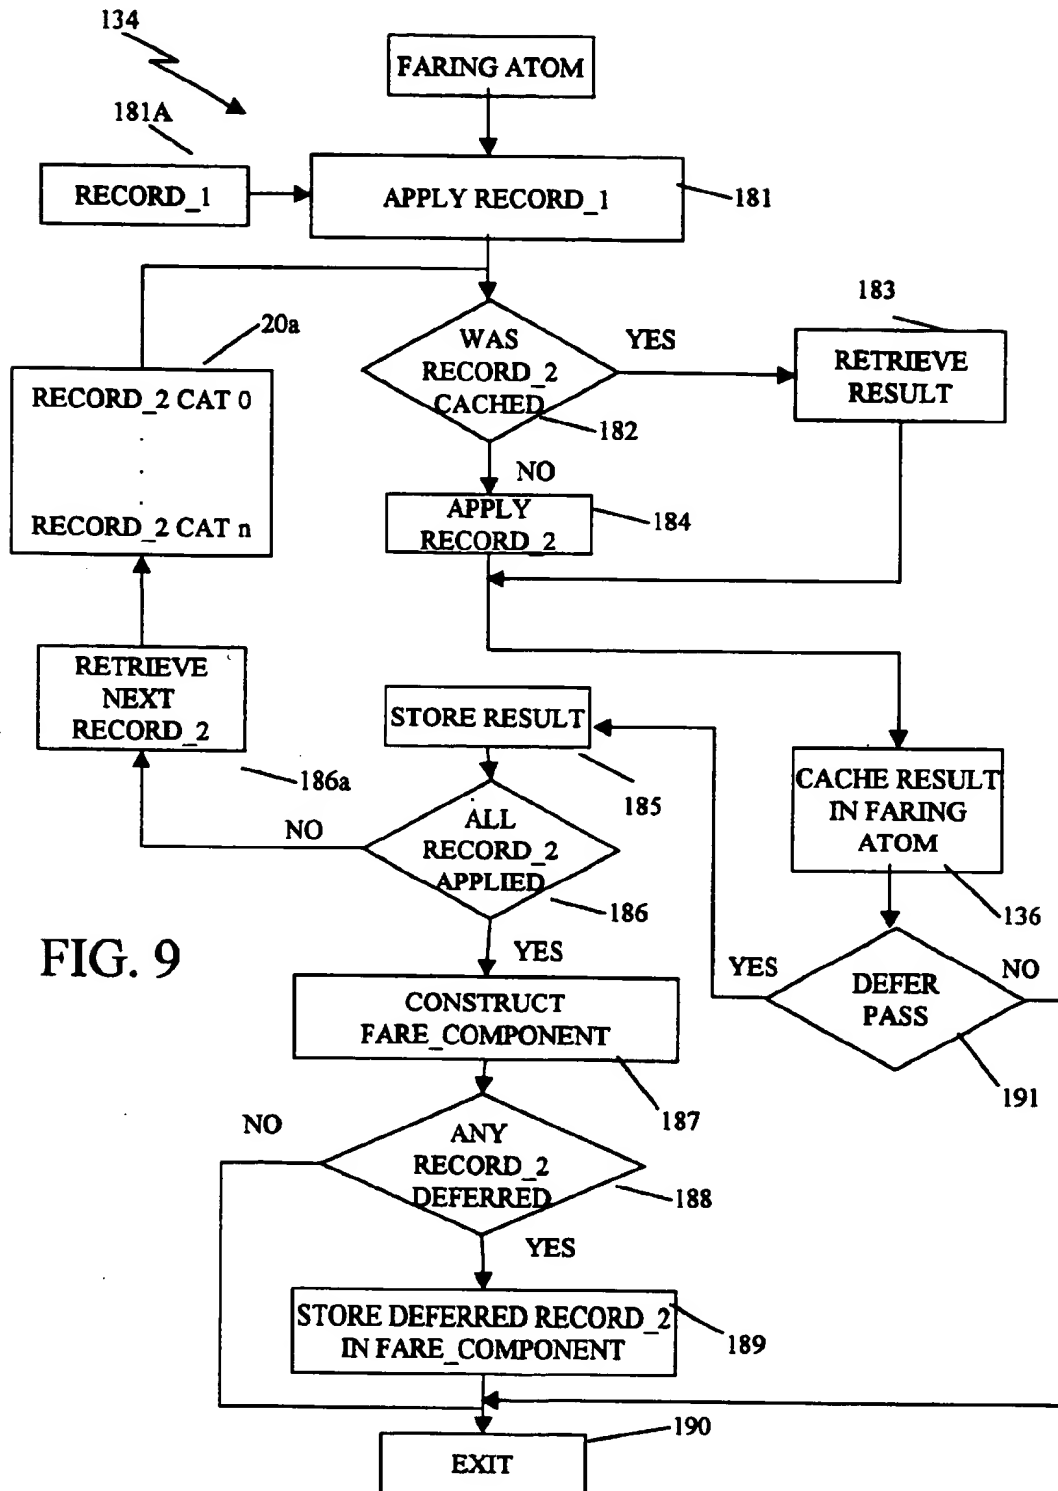 134
FARING ATOM
181A
RECORD_1
APPLY RECORD_1
181
20a
RECORD_2 CAT 0
.
.
.
RECORD_2 CAT n
WAS
RECORD_2
CACHED
182
YES
183
RETRIEVE
RESULT
NO
APPLY
RECORD_2
184
RETRIEVE
NEXT
RECORD_2
186a
STORE RESULT
185
CACHE RESULT
IN FARING
ATOM
136
NO
ALL
RECORD_2
APPLIED
186
FIG. 9
YES
YES
DEFER
PASS
NO
191
CONSTRUCT
FARE_COMPONENT
187
NO
ANY
RECORD_2
DEFERRED
188
YES
STORE DEFERRED RECORD_2
IN FARE_COMPONENT
189
190
EXIT